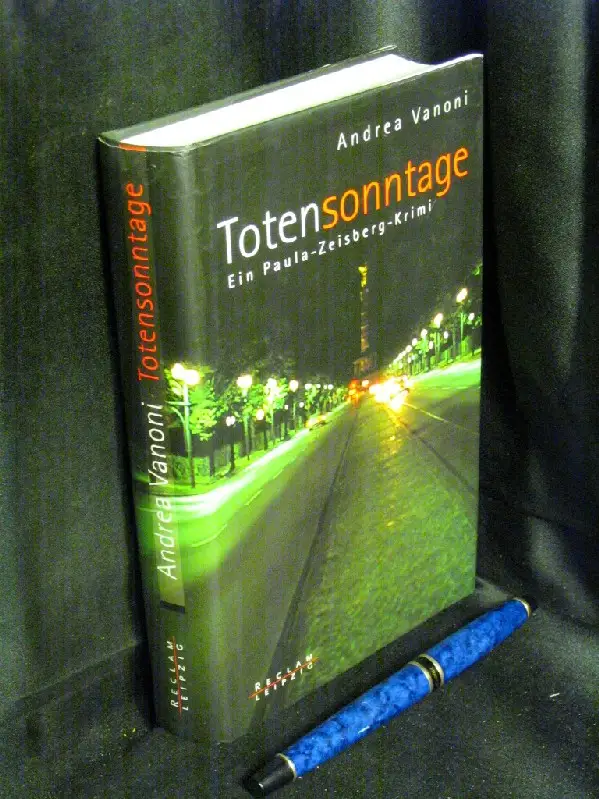 Andrea Vanoni
Totensonntage
Ein Paula-Zeisberg-Krimi
RECLAM
LEIPZIG
Andrea Vanoni Totensonntage
RECLAM
LEIPZIG